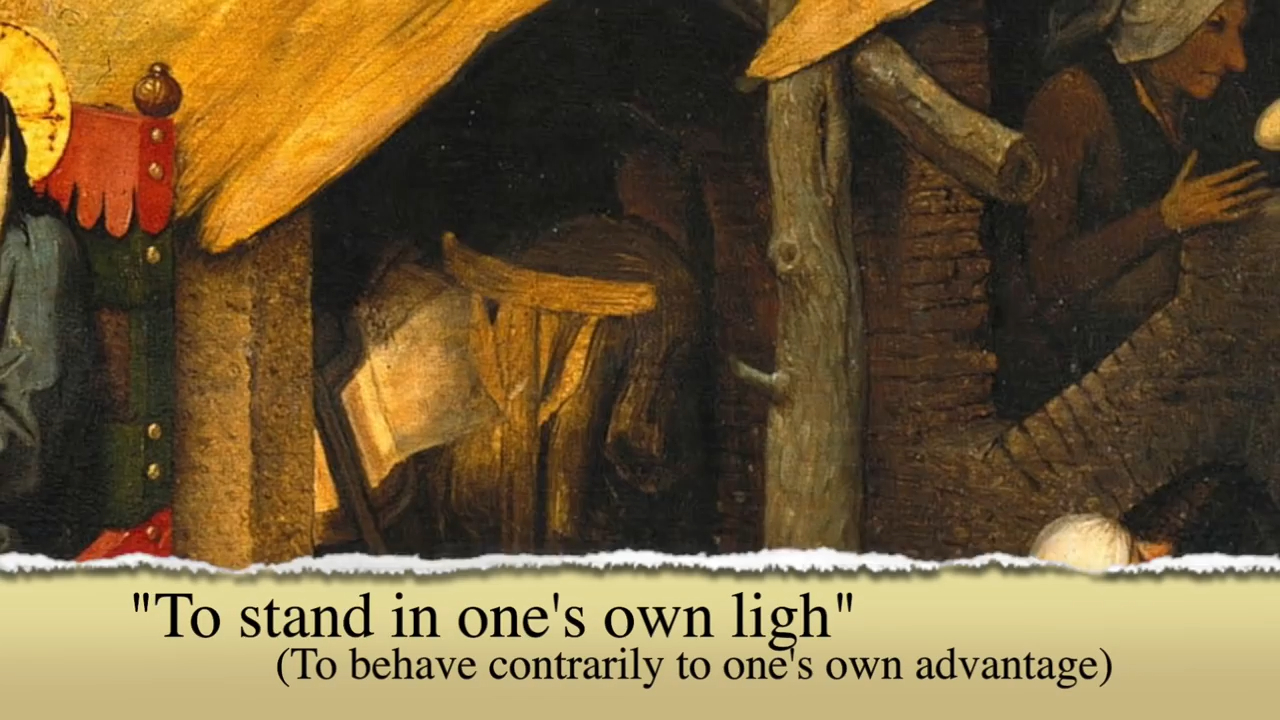 "To stand in one's own ligh"
(To behave contrarily to one's own advantage)